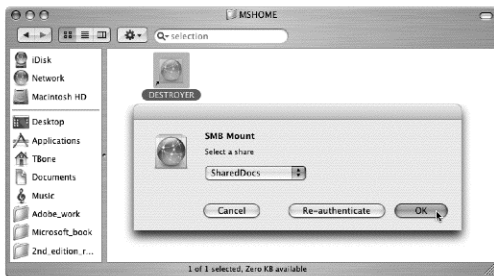 MSHOME
selection
iDisk
Network
Macintosh HD
Desktop
Applications
TBone
Documents
Music
Adobe_work
Microsoft_book
2nd_edition_r...
DESTROYER
SMB Mount
Select a share
SharedDocs
Cancel
Re-authenticate
OK
1 of 1 selected, Zero KB available